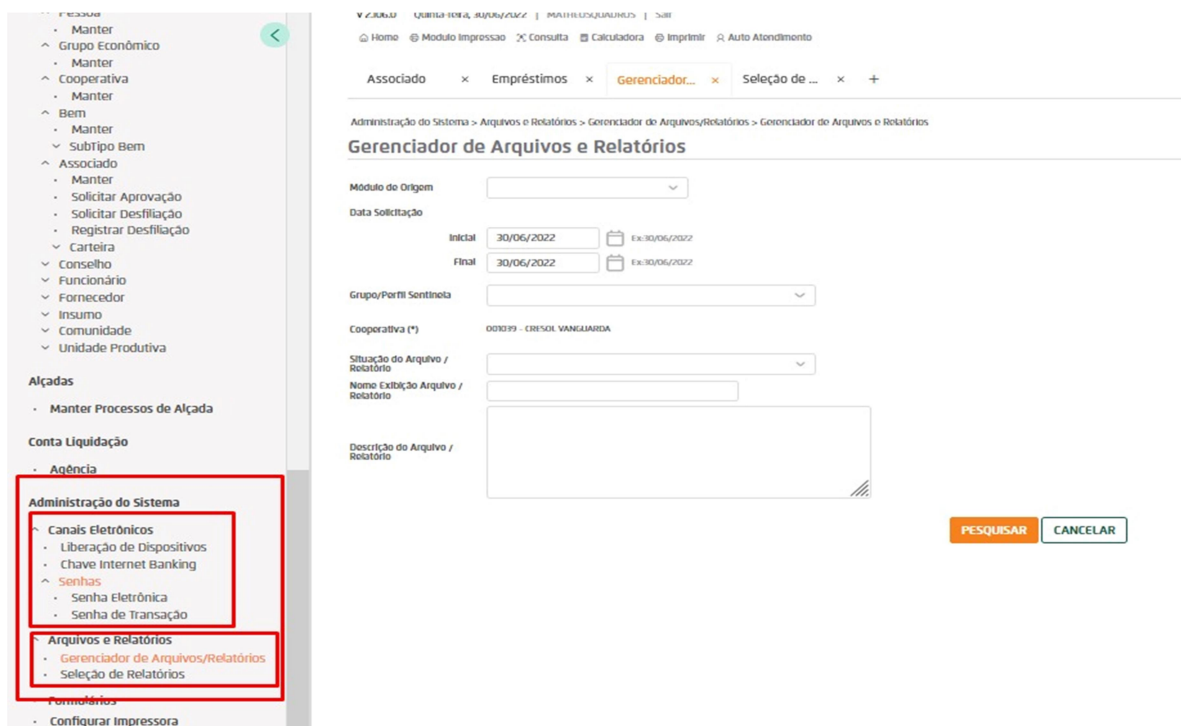 Pessoa
Manter
Grupo Econômico
Manter
Cooperativa
Manter
Bem
Manter
SubTipo Bem
Associado
Manter
Solicitar Aprovação
Solicitar Desfiliação
Registrar Desfiliação
Carteira
Conselho
Funcionário
Fornecedor
Insumo
Comunidade
Unidade Produtiva
Alçadas
Manter Processos de Alçada
Conta Liquidação
Agência
Administração do Sistema
Canais Eletrônicos
Liberação de Dispositivos
Chave Internet Banking
Senhas
Senha Eletrônica
Senha de Transação
Arquivos e Relatórios
Gerenciador de Arquivos/Relatórios
Seleção de Relatórios
Formulários
Configurar Impressora
V 2.106.0 Quinta-feira, 30/06/2022 | MATHEUSQUADROS | Sair
Home Modulo Impressao Consulta Calculadora Imprimir Auto Atendimento
Associado × Empréstimos × Gerenciador... × Seleção de ... × +
Administração do Sistema > Arquivos e Relatórios > Gerenciador de Arquivos/Relatórios > Gerenciador de Arquivos e Relatórios
Gerenciador de Arquivos e Relatórios
Módulo de Origem
Data Solicitação
Inicial 30/06/2022 Ex:30/06/2022
Final 30/06/2022 Ex:30/06/2022
Grupo/Perfil Sentinela
Cooperativa (*) 001039 - CRESOL VANGUARDA
Situação do Arquivo /
Relatório
Nome Exibição Arquivo /
Relatório
Descrição do Arquivo /
Relatório
PESQUISAR CANCELAR